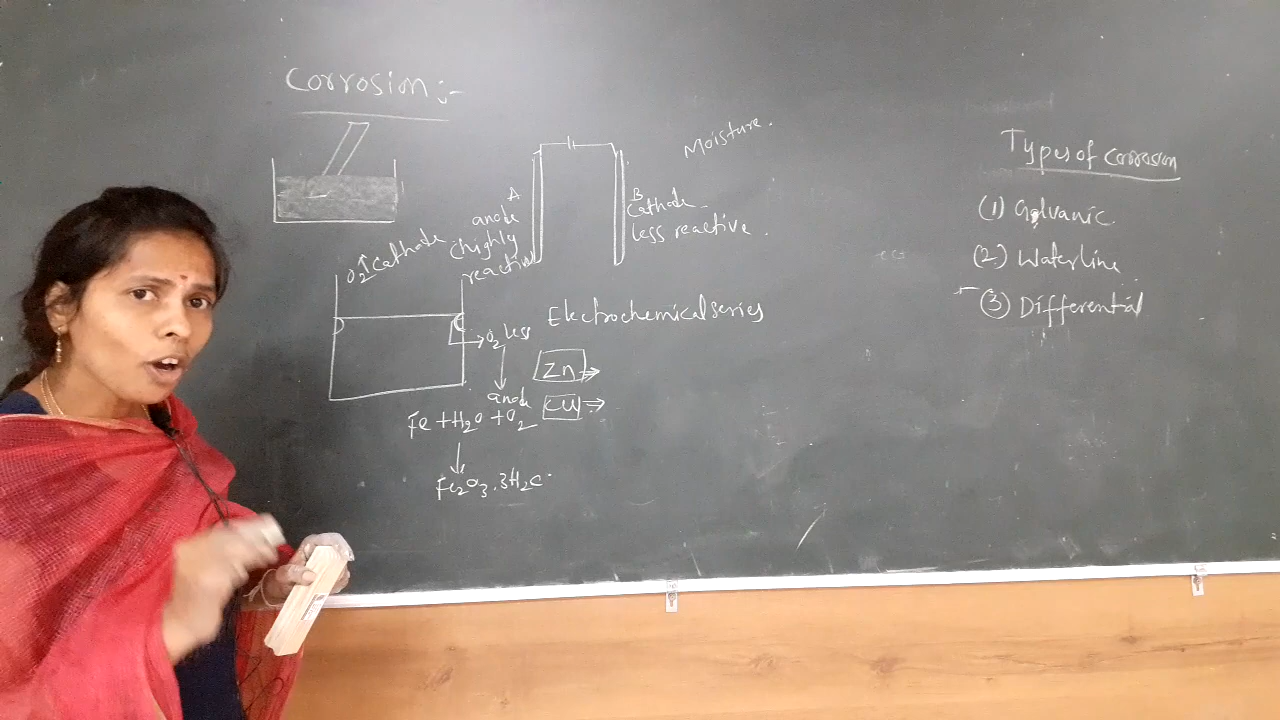 Corrosion :-
Moisture.
A
anode
(highly
reactive
B
Cathode
less reactive.
O₂↑ Cathode
O₂ less
anode
Electrochemical series
Zn
Cu
Fe + H₂O + O₂
Fe₂O₃.3H₂O
Types of Corrosion
(1) Galvanic
(2) Waterline
(3) Differential